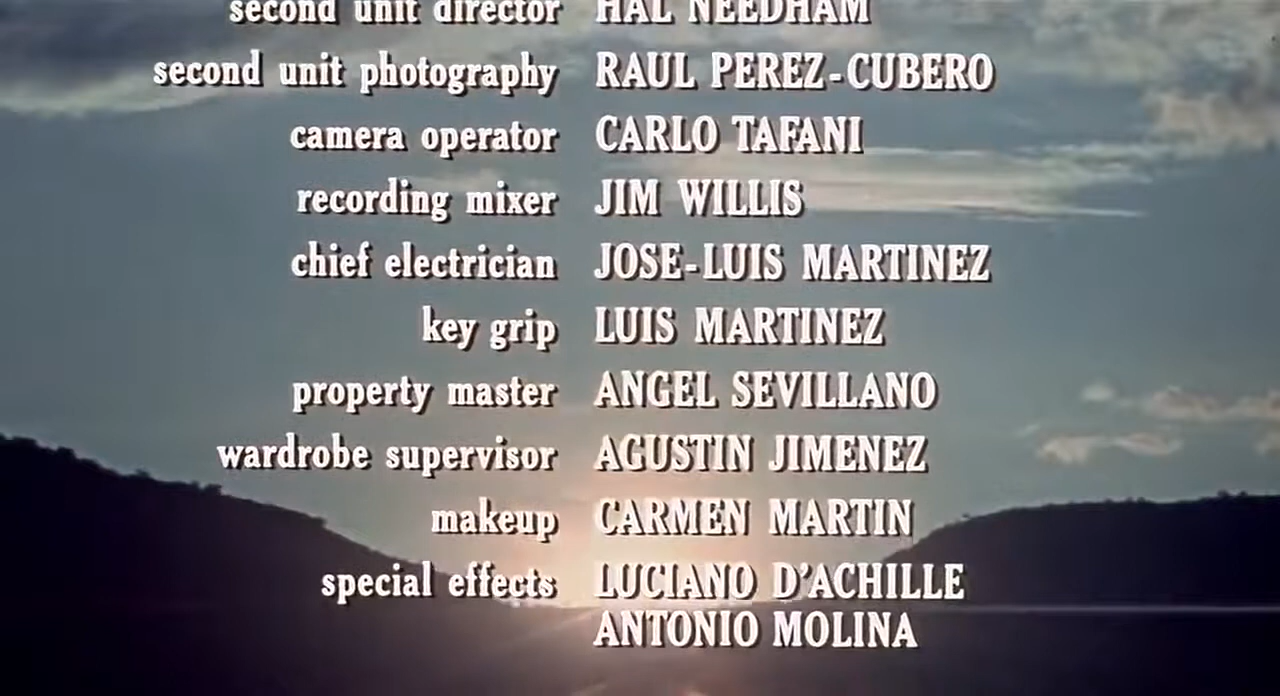 second unit director HAL NEEDHAM
second unit photography RAUL PEREZ-CUBERO
camera operator CARLO TAFANI
recording mixer JIM WILLIS
chief electrician JOSE-LUIS MARTINEZ
key grip LUIS MARTINEZ
property master ANGEL SEVILLANO
wardrobe supervisor AGUSTIN JIMENEZ
makeup CARMEN MARTIN
special effects LUCIANO D'ACHILLE
ANTONIO MOLINA